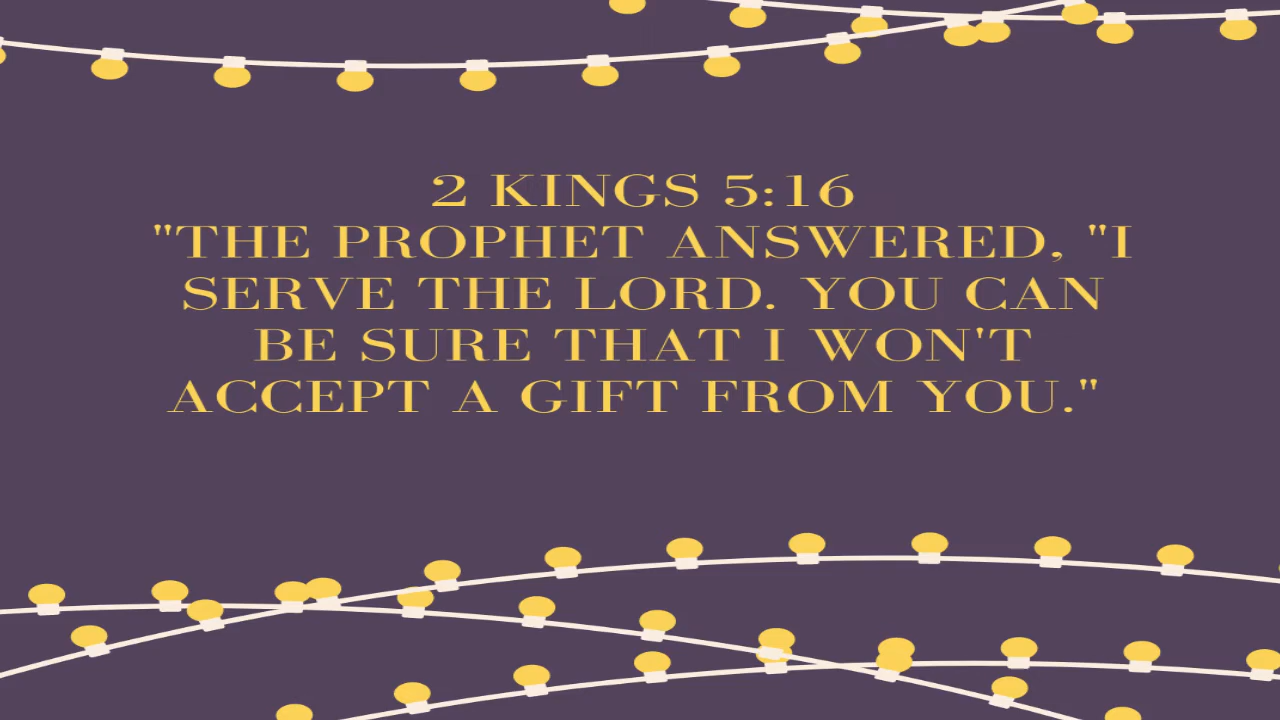 2 KINGS 5:16
"THE PROPHET ANSWERED, "I
SERVE THE LORD. YOU CAN
BE SURE THAT I WON'T
ACCEPT A GIFT FROM YOU."